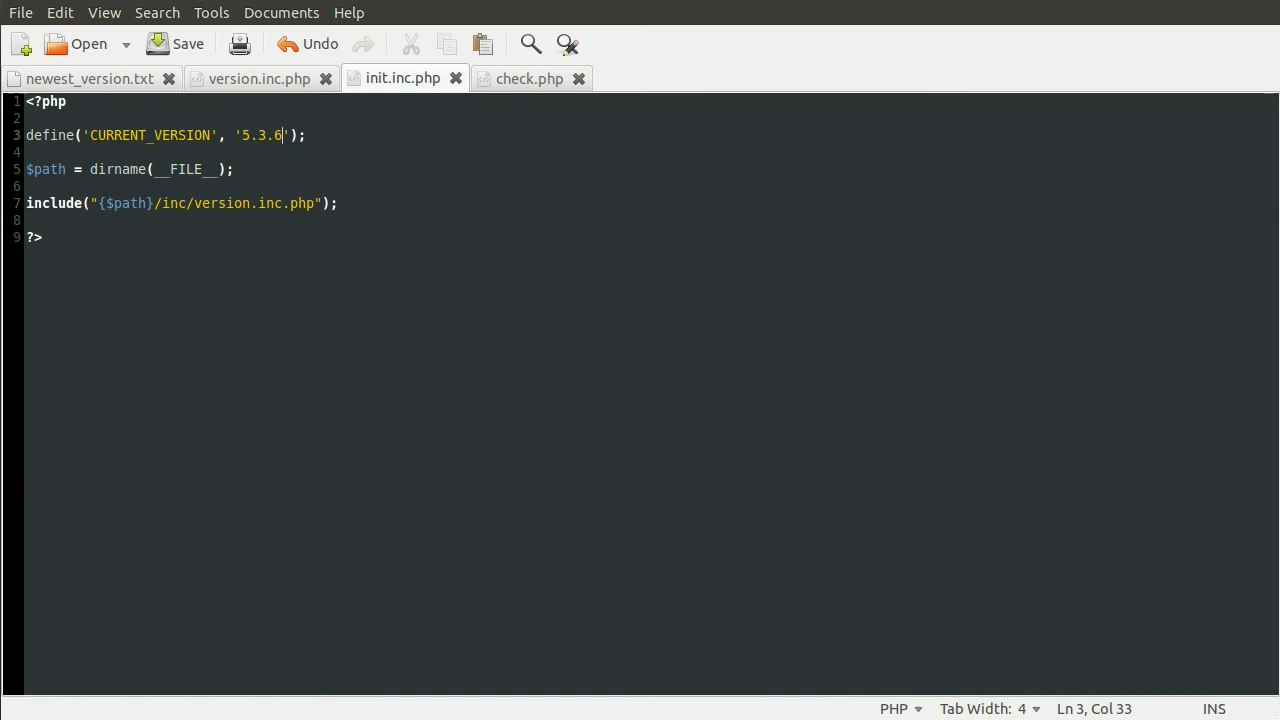 File Edit View Search Tools Documents Help
Open Save Undo
newest_version.txt version.inc.php init.inc.php check.php
1 <?php
2
3 define('CURRENT_VERSION', '5.3.6');
4
5 $path = dirname(__FILE__);
6
7 include("{$path}/inc/version.inc.php");
8
9 ?>
PHP Tab Width: 4 Ln 3, Col 33 INS